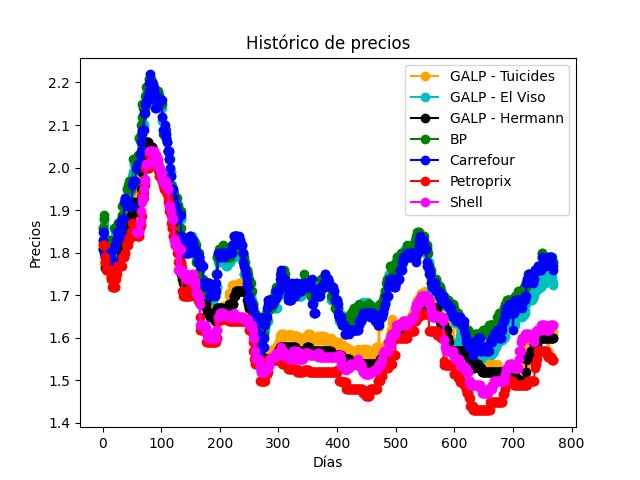 Histórico de precios
GALP - Tuicides
GALP - El Viso
GALP - Hermann
BP
Carrefour
Petroprix
Shell
Precios
2.2
2.1
2.0
1.9
1.8
1.7
1.6
1.5
1.4
0 100 200 300 400 500 600 700 800
Días